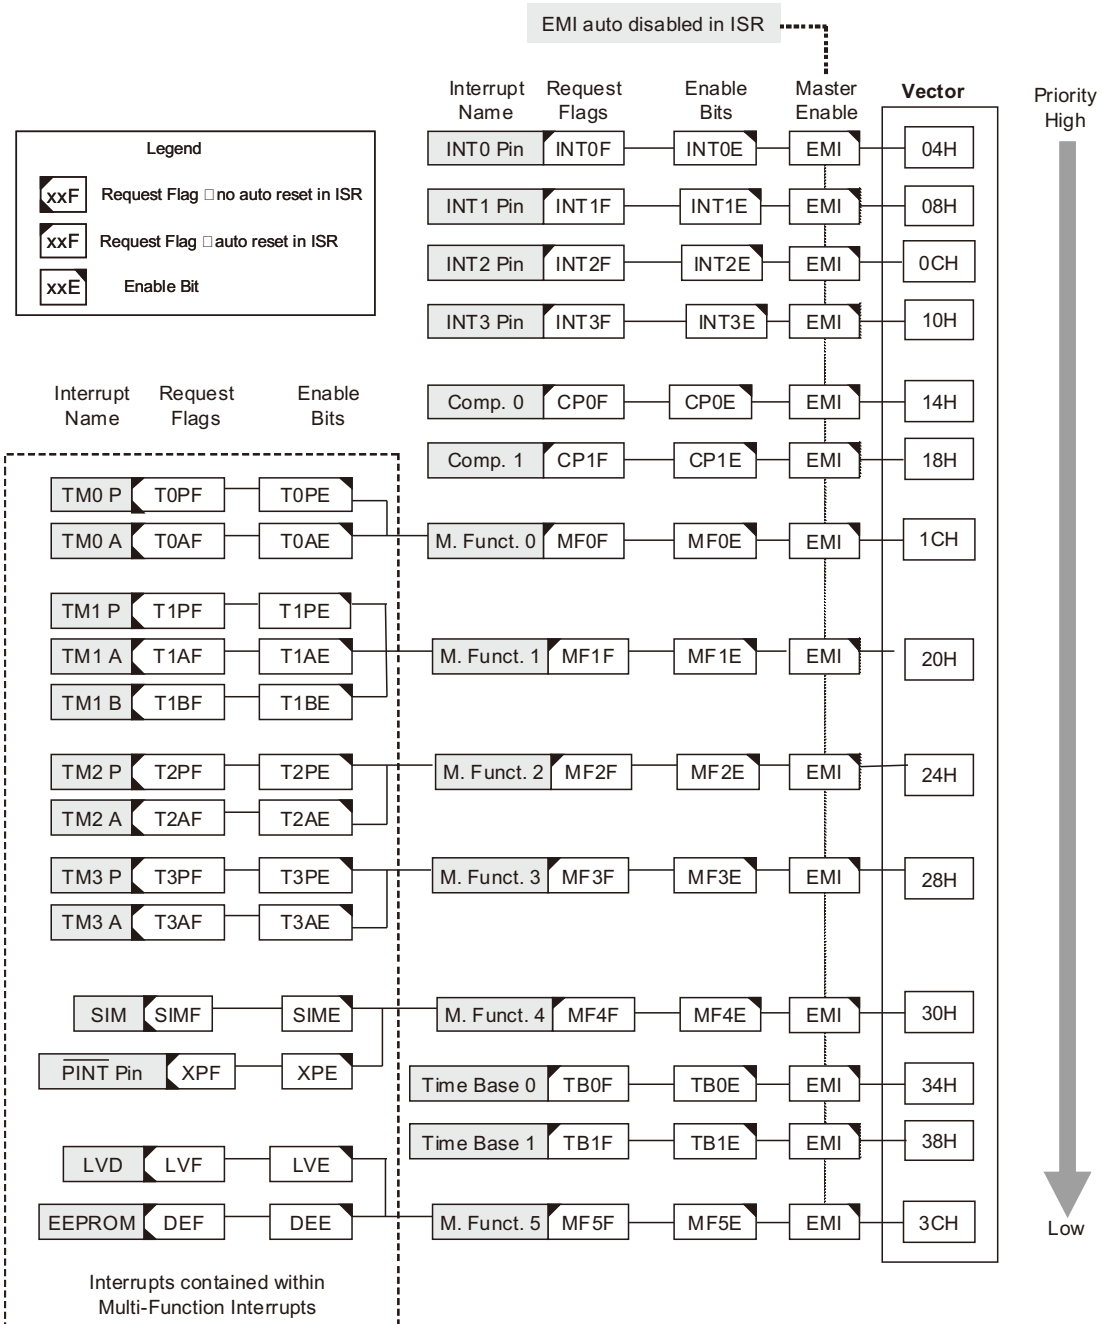 EMI auto disabled in ISR
Interrupt Name
Request Flags
Enable Bits
Master Enable
Vector
Priority High
INT0 Pin INT0F INT0E EMI 04H
INT1 Pin INT1F INT1E EMI 08H
INT2 Pin INT2F INT2E EMI 0CH
INT3 Pin INT3F INT3E EMI 10H
Legend
xxF Request Flag □ no auto reset in ISR
xxF Request Flag □ auto reset in ISR
xxE Enable Bit
Comp. 0 CP0F CP0E EMI 14H
Comp. 1 CP1F CP1E EMI 18H
Interrupt Name
Request Flags
Enable Bits
TM0 P T0PF T0PE
TM0 A T0AF T0AE M. Funct. 0 MF0F MF0E EMI 1CH
TM1 P T1PF T1PE
TM1 A T1AF T1AE M. Funct. 1 MF1F MF1E EMI 20H
TM1 B T1BF T1BE
TM2 P T2PF T2PE M. Funct. 2 MF2F MF2E EMI 24H
TM2 A T2AF T2AE
TM3 P T3PF T3PE M. Funct. 3 MF3F MF3E EMI 28H
TM3 A T3AF T3AE
SIM SIMF SIME M. Funct. 4 MF4F MF4E EMI 30H
PINT Pin XPF XPE Time Base 0 TB0F TB0E EMI 34H
Time Base 1 TB1F TB1E EMI 38H
LVD LVF LVE
EEPROM DEF DEE M. Funct. 5 MF5F MF5E EMI 3CH
Low
Interrupts contained within
Multi-Function Interrupts